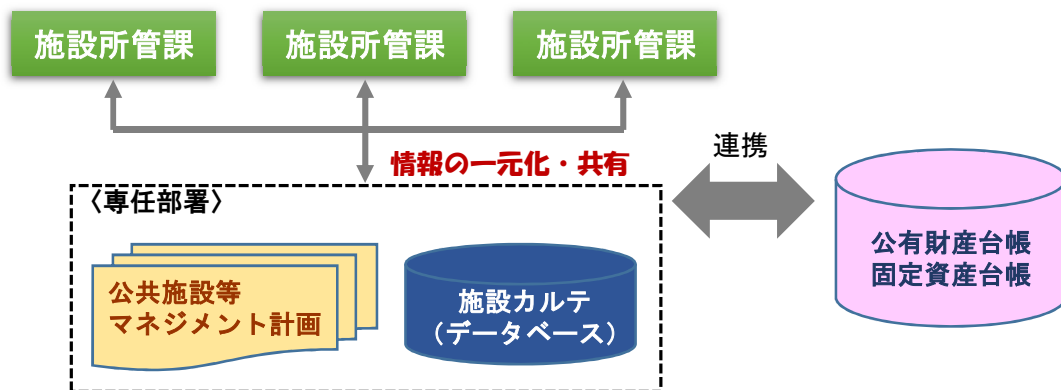 施設所管課
施設所管課
施設所管課
情報の一元化・共有
連携
〈専任部署〉
公共施設等
マネジメント計画
施設カルテ
（データベース）
公有財産台帳
固定資産台帳